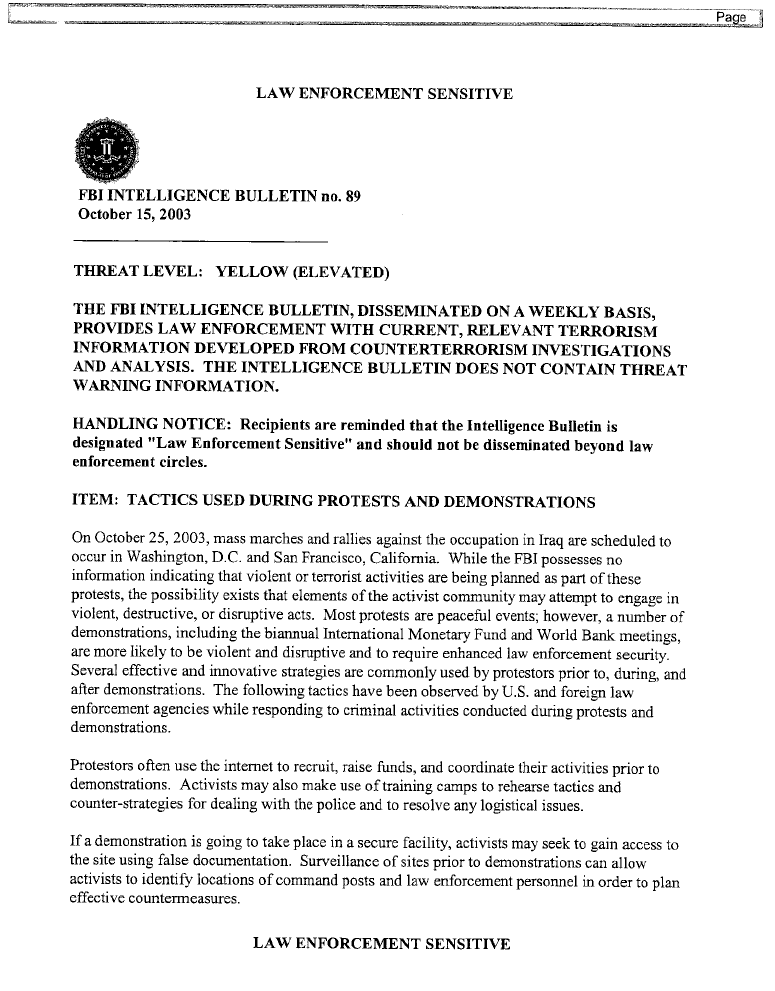 Page
LAW ENFORCEMENT SENSITIVE
FBI INTELLIGENCE BULLETIN no. 89
October 15, 2003
THREAT LEVEL: YELLOW (ELEVATED)
THE FBI INTELLIGENCE BULLETIN, DISSEMINATED ON A WEEKLY BASIS,
PROVIDES LAW ENFORCEMENT WITH CURRENT, RELEVANT TERRORISM
INFORMATION DEVELOPED FROM COUNTERTERRORISM INVESTIGATIONS
AND ANALYSIS. THE INTELLIGENCE BULLETIN DOES NOT CONTAIN THREAT
WARNING INFORMATION.
HANDLING NOTICE: Recipients are reminded that the Intelligence Bulletin is
designated "Law Enforcement Sensitive" and should not be disseminated beyond law
enforcement circles.
ITEM: TACTICS USED DURING PROTESTS AND DEMONSTRATIONS
On October 25, 2003, mass marches and rallies against the occupation in Iraq are scheduled to
occur in Washington, D.C. and San Francisco, California. While the FBI possesses no
information indicating that violent or terrorist activities are being planned as part of these
protests, the possibility exists that elements of the activist community may attempt to engage in
violent, destructive, or disruptive acts. Most protests are peaceful events; however, a number of
demonstrations, including the biannual International Monetary Fund and World Bank meetings,
are more likely to be violent and disruptive and to require enhanced law enforcement security.
Several effective and innovative strategies are commonly used by protestors prior to, during, and
after demonstrations. The following tactics have been observed by U.S. and foreign law
enforcement agencies while responding to criminal activities conducted during protests and
demonstrations.
Protestors often use the internet to recruit, raise funds, and coordinate their activities prior to
demonstrations. Activists may also make use of training camps to rehearse tactics and
counter-strategies for dealing with the police and to resolve any logistical issues.
If a demonstration is going to take place in a secure facility, activists may seek to gain access to
the site using false documentation. Surveillance of sites prior to demonstrations can allow
activists to identify locations of command posts and law enforcement personnel in order to plan
effective countermeasures.
LAW ENFORCEMENT SENSITIVE